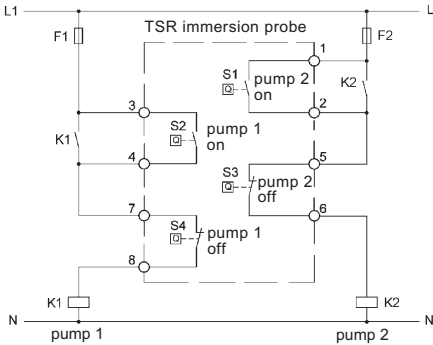 L1 L
F1 TSR immersion probe F2
1
S1 pump 2 on K2
Q
3 2
S2 pump 1 on
Q
K1
4 5
S3 pump 2 off
Q
7 6
S4 pump 1 off
Q
8
K1 K2
N N
pump 1 pump 2